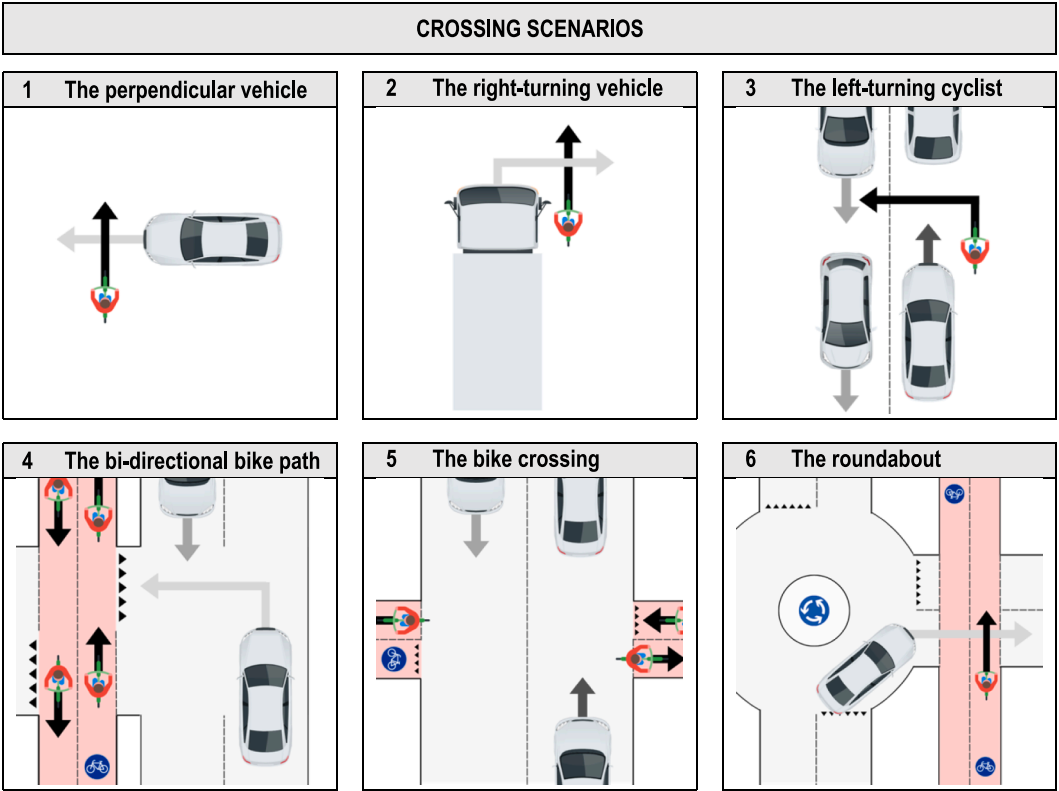 CROSSING SCENARIOS
1 The perpendicular vehicle
2 The right-turning vehicle
3 The left-turning cyclist
4 The bi-directional bike path
5 The bike crossing
6 The roundabout